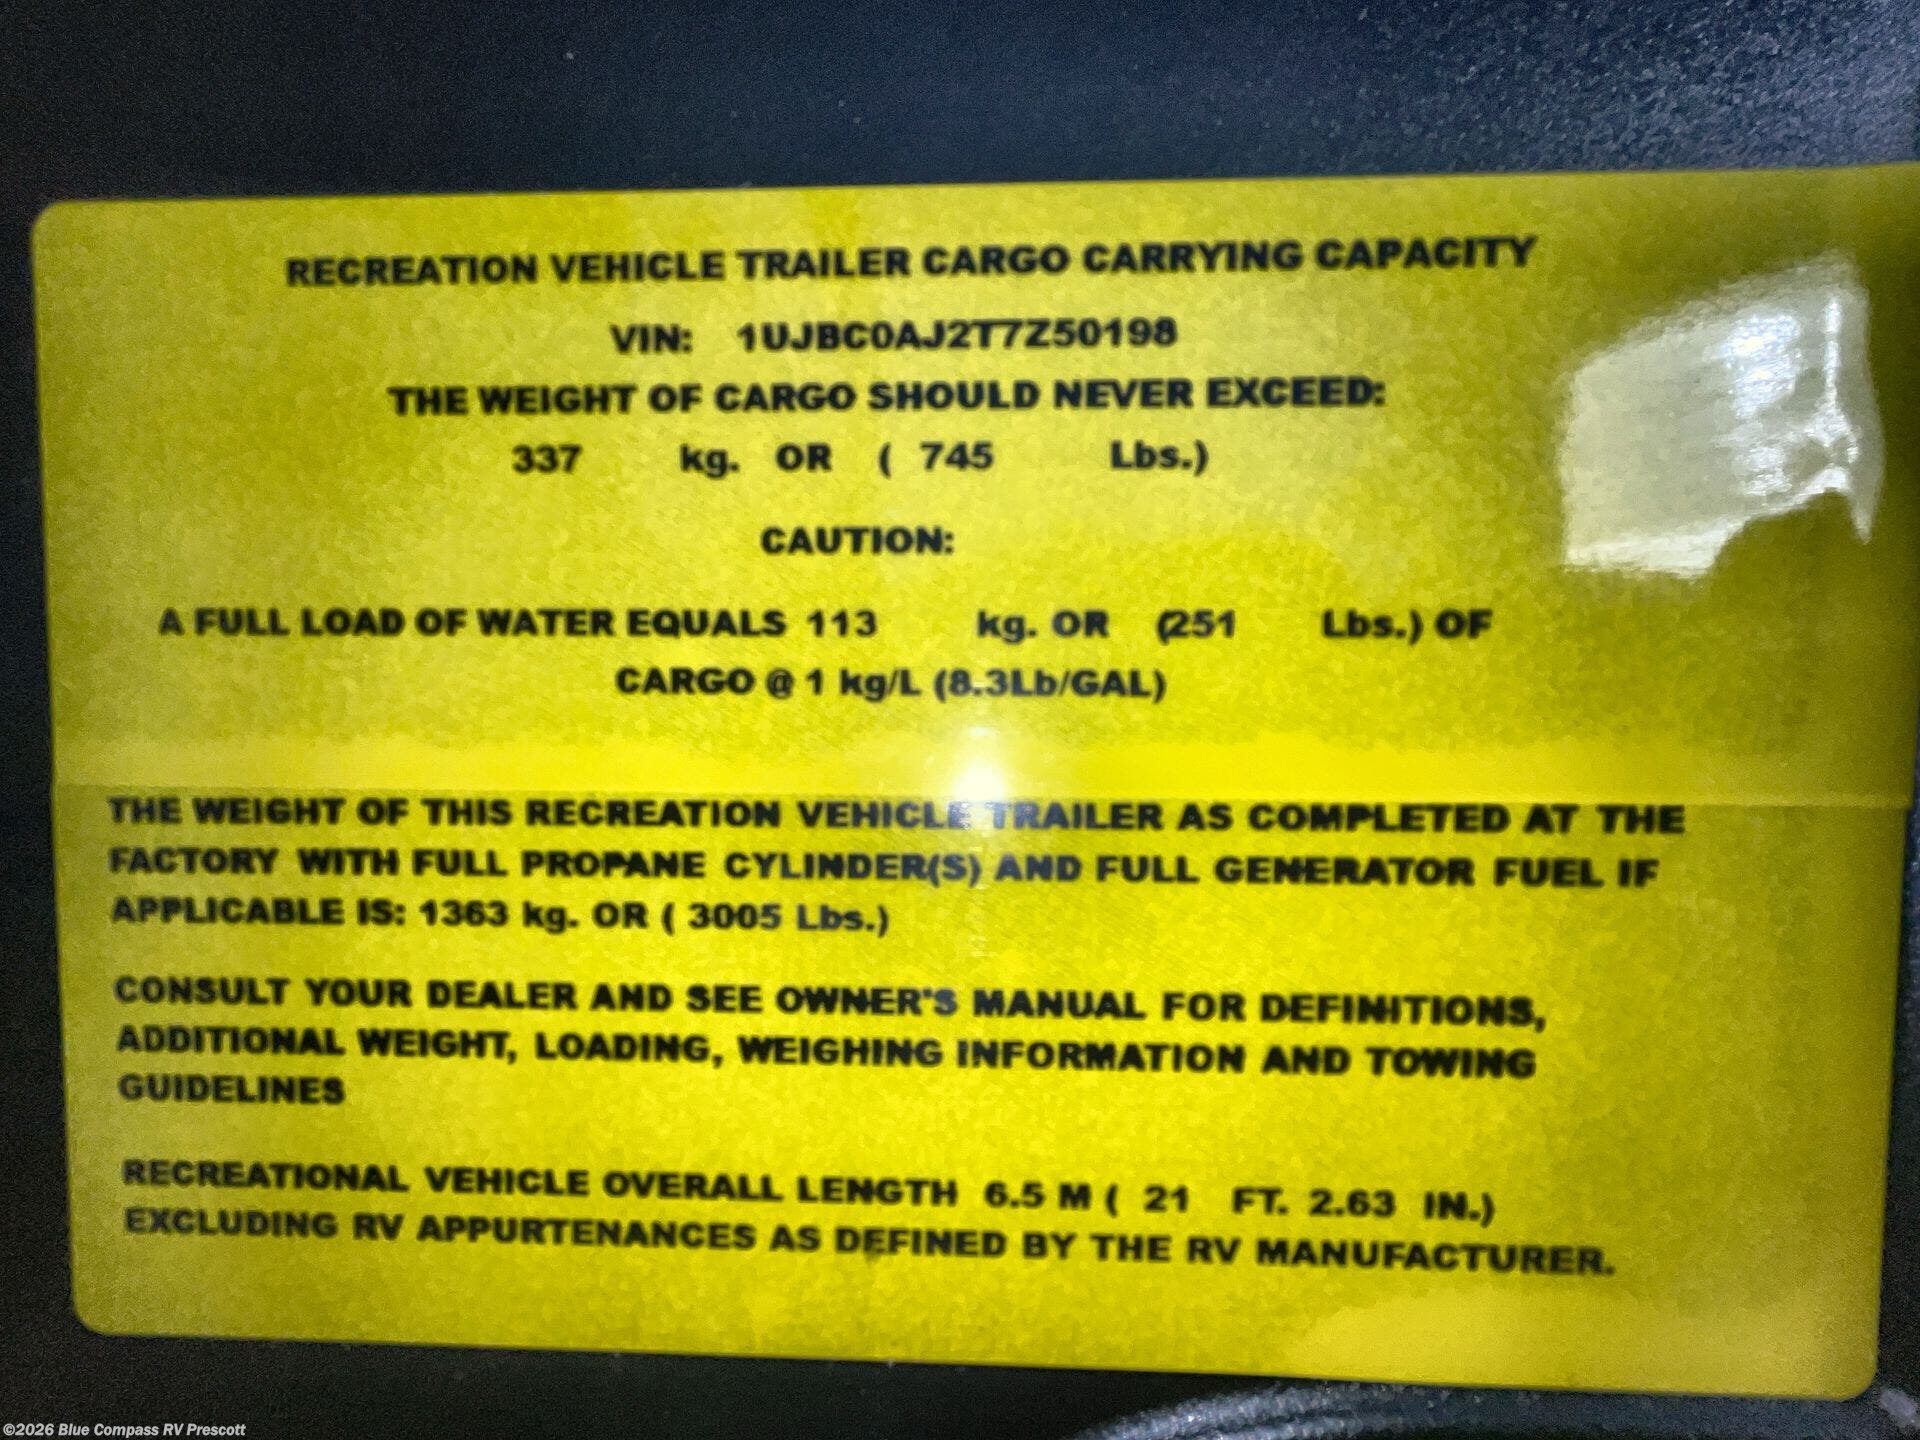 RECREATION VEHICLE TRAILER CARGO CARRYING CAPACITY
VIN: 1UJBC0AJ2T7Z50198
THE WEIGHT OF CARGO SHOULD NEVER EXCEED:
337 kg. OR ( 745 Lbs.)
CAUTION:
A FULL LOAD OF WATER EQUALS 113 kg. OR (251 Lbs.) OF
CARGO @ 1 kg/L (8.3Lb/GAL)
THE WEIGHT OF THIS RECREATION VEHICLE TRAILER AS COMPLETED AT THE
FACTORY WITH FULL PROPANE CYLINDER(S) AND FULL GENERATOR FUEL IF
APPLICABLE IS: 1363 kg. OR ( 3005 Lbs.)
CONSULT YOUR DEALER AND SEE OWNER'S MANUAL FOR DEFINITIONS,
ADDITIONAL WEIGHT, LOADING, WEIGHING INFORMATION AND TOWING
GUIDELINES
RECREATIONAL VEHICLE OVERALL LENGTH 6.5 M ( 21 FT. 2.63 IN.)
EXCLUDING RV APPURTENANCES AS DEFINED BY THE RV MANUFACTURER.
©2026 Blue Compass RV Prescott